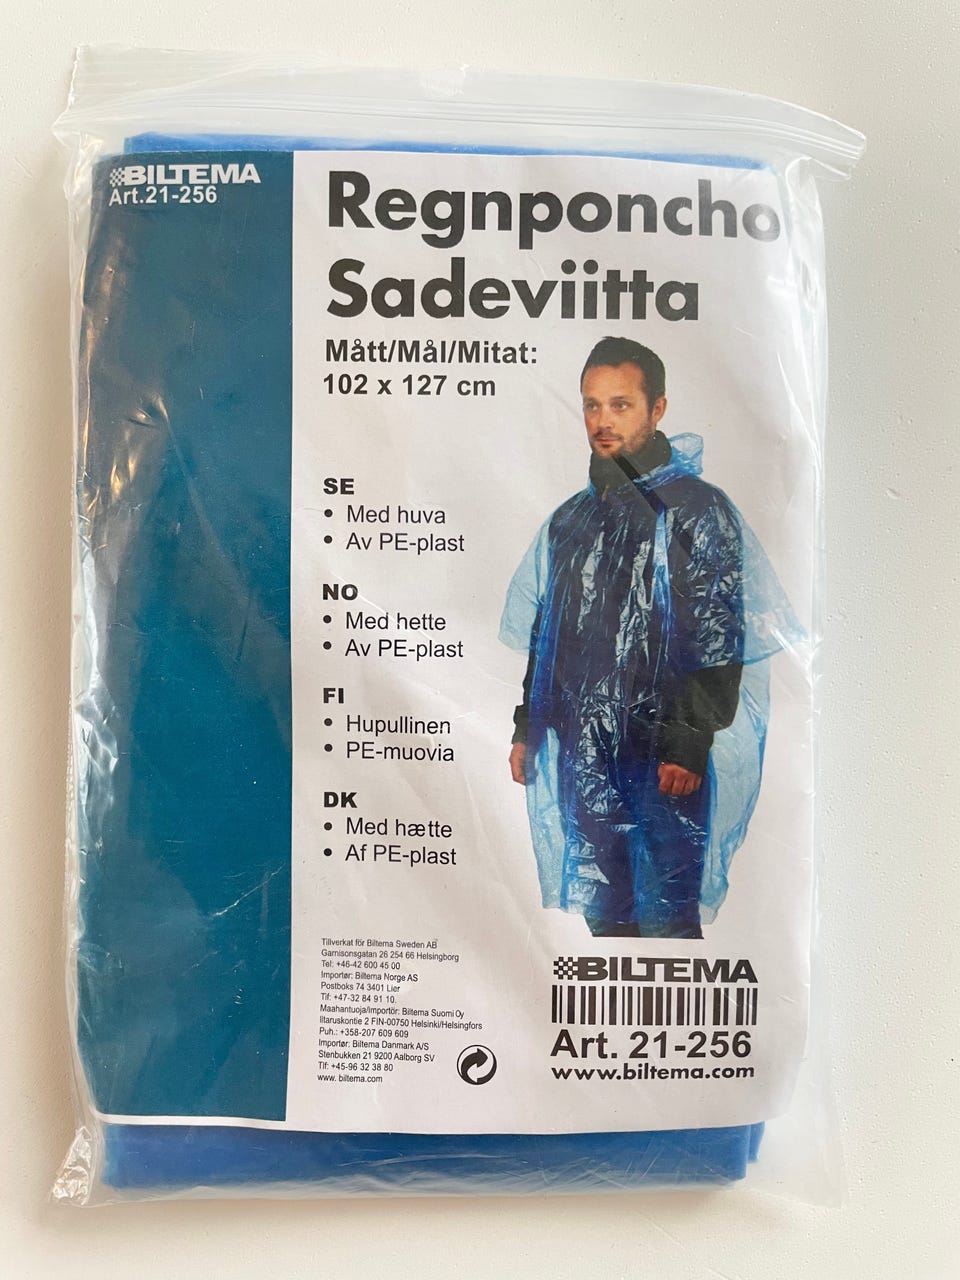 BILTEMA
Art.21-256
Regnponcho
Sadeviitta
Mått/Mål/Mitat:
102 x 127 cm
SE
• Med huva
• Av PE-plast
NO
• Med hette
• Av PE-plast
FI
• Hupullinen
• PE-muovia
DK
• Med hætte
• Af PE-plast
Tillverkat för Biltema Sweden AB
Garnisonsgatan 26 254 66 Helsingborg
Tel: +46-42 600 45 00
Importør: Biltema Norge AS
Postboks 74 3401 Lier
Tlf: +47-32 84 91 10.
Maahantuoja/importör: Biltema Suomi Oy
Iltaruskontie 2 FIN-00750 Helsinki/Helsingfors
Puh.: +358-207 609 609
Importør: Biltema Danmark A/S
Stenbukken 21 9200 Aalborg SV
Tlf: +45-96 32 38 80
www. biltema.com
BILTEMA
Art. 21-256
www.biltema.com